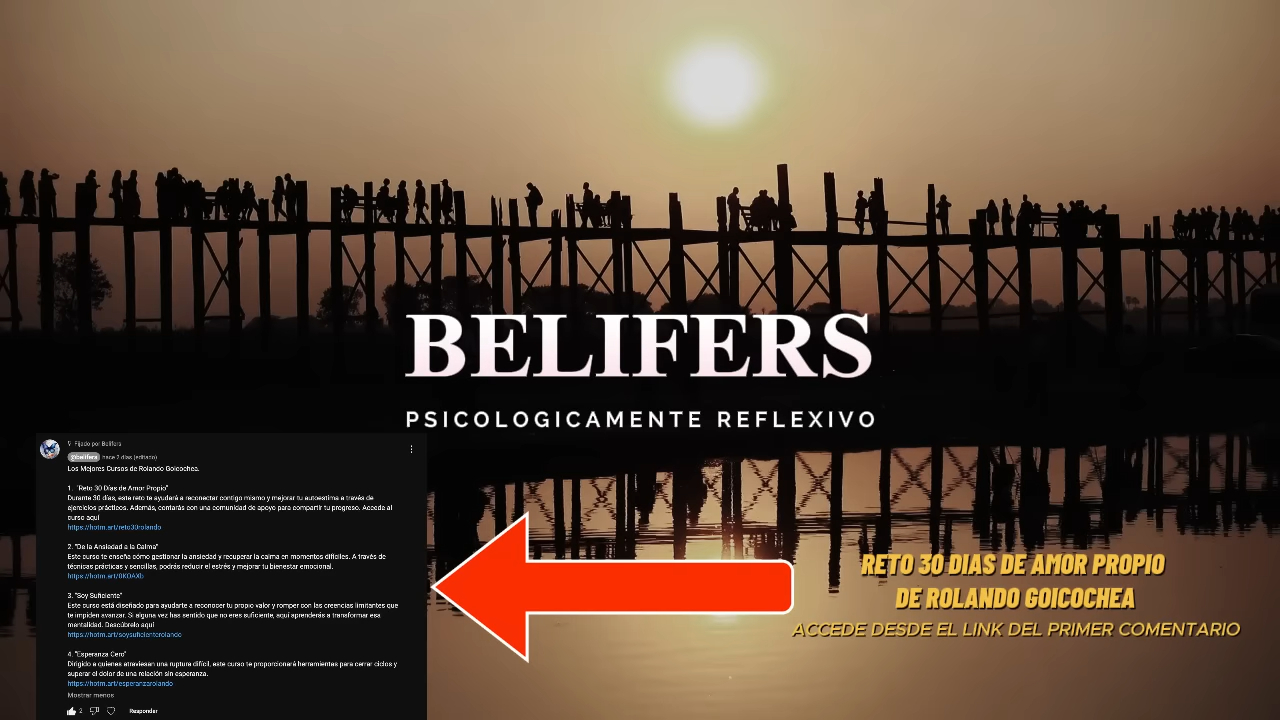 BELIFERS
PSICOLOGICAMENTE REFLEXIVO
Fijado por Belifers
@belifers hace 2 días (editado)
Los Mejores Cursos de Rolando Goicochea.
1. "Reto 30 Días de Amor Propio"
Durante 30 días, este reto te ayudará a reconectar contigo mismo y mejorar tu autoestima a través de
ejercicios prácticos. Además, contarás con una comunidad de apoyo para compartir tu progreso. Accede al
curso aquí
https://hotm.art/reto30rolando
2. "De la Ansiedad a la Calma"
Este curso te enseña cómo gestionar la ansiedad y recuperar la calma en momentos difíciles. A través de
técnicas prácticas y sencillas, podrás reducir el estrés y mejorar tu bienestar emocional.
https://hotm.art/0KOAXb
3. "Soy Suficiente"
Este curso está diseñado para ayudarte a reconocer tu propio valor y romper con las creencias limitantes que
te impiden avanzar. Si alguna vez has sentido que no eres suficiente, aquí aprenderás a transformar esa
mentalidad. Descúbrelo aquí
https://hotm.art/soysuficienterolando
4. "Esperanza Cero"
Dirigido a quienes atraviesan una ruptura difícil, este curso te proporcionará herramientas para cerrar ciclos y
superar el dolor de una relación sin esperanza.
https://hotm.art/esperanzarolando
Mostrar menos
2 Responder
RETO 30 DIAS DE AMOR PROPIO
DE ROLANDO GOICOCHEA
ACCEDE DESDE EL LINK DEL PRIMER COMENTARIO